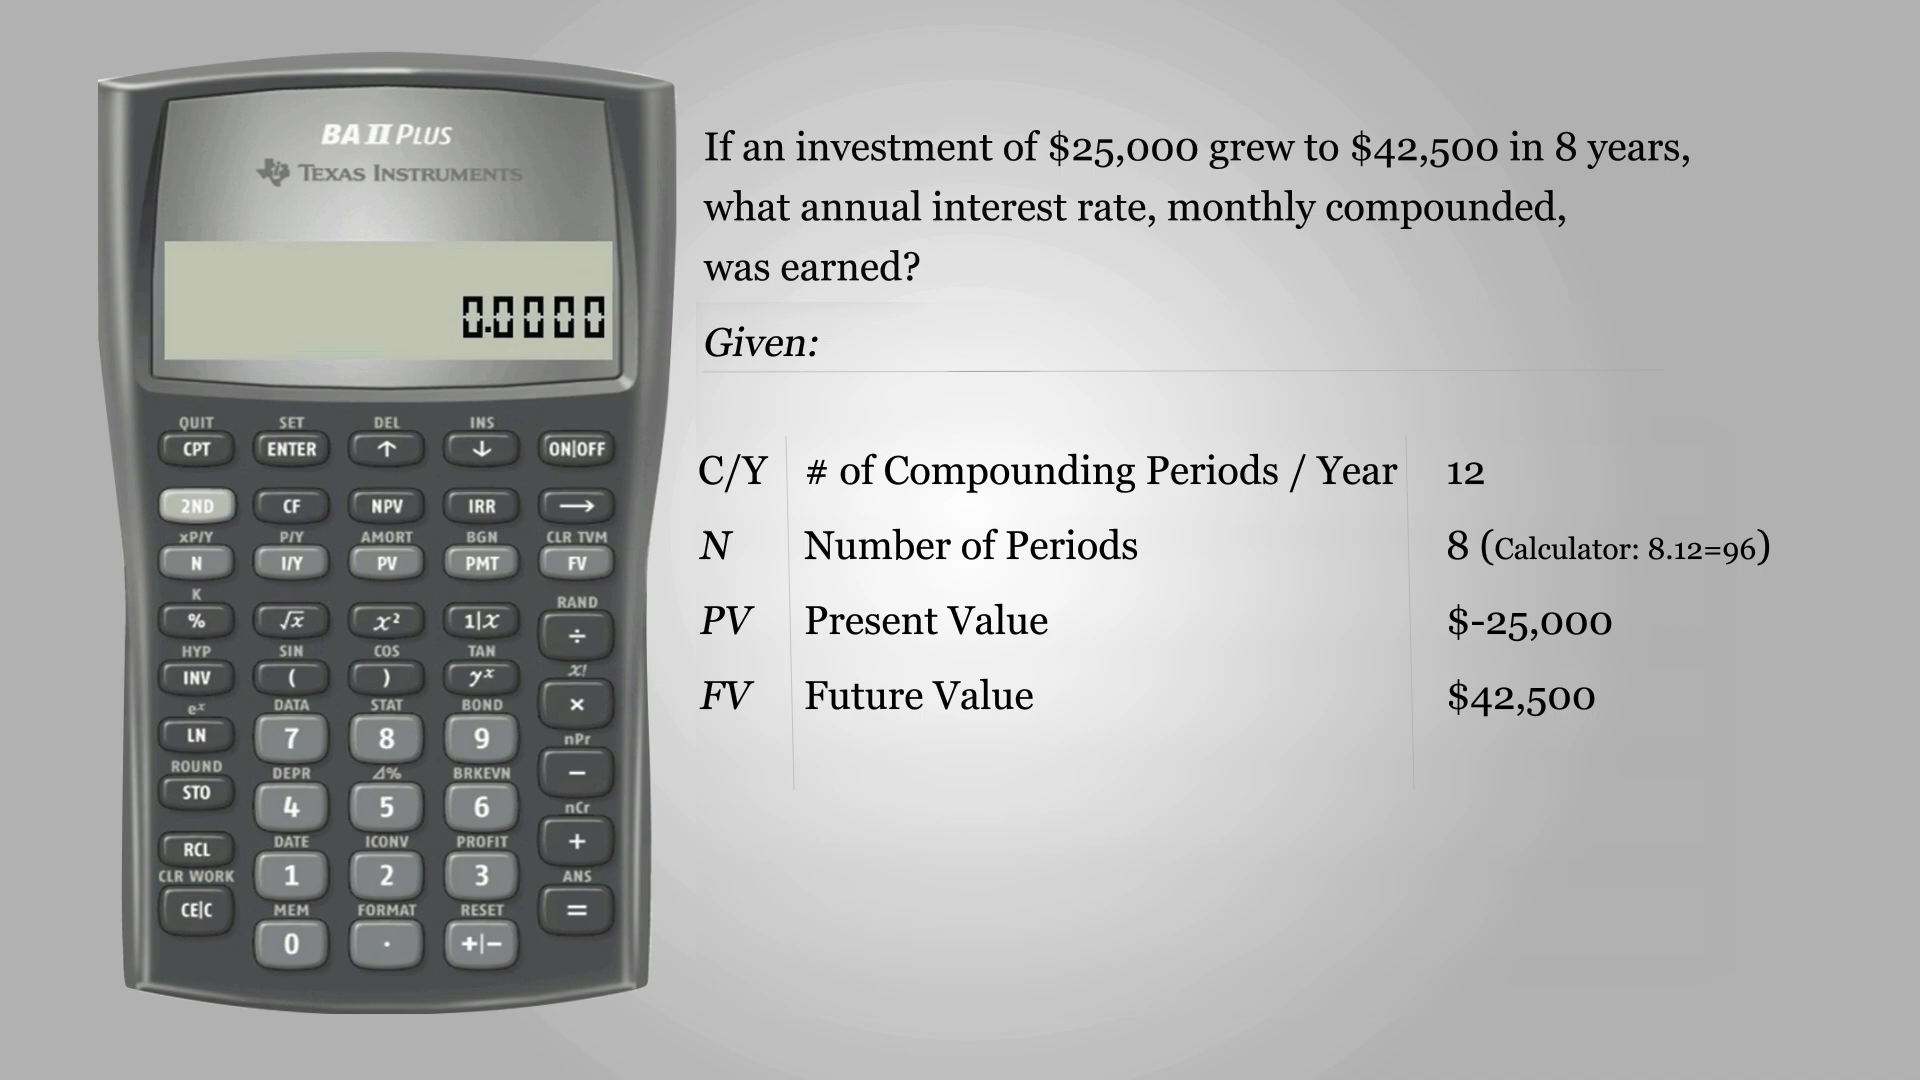 BA II PLUS
TEXAS INSTRUMENTS
0.0000
QUIT SET DEL INS
CPT ENTER ↑ ↓ ON|OFF
2ND CF NPV IRR →
xP/Y P/Y AMORT BGN CLR TVM
N I/Y PV PMT FV
K RAND
% √x x² 1|x ÷
HYP SIN COS TAN x!
INV ( ) yˣ ×
eˣ DATA STAT BOND nPr
LN 7 8 9 −
ROUND DEPR Δ% BRKEVN nCr
STO 4 5 6 +
DATE ICONV PROFIT
RCL 1 2 3
CLR WORK ANS
CE|C =
MEM FORMAT RESET
0 . +|−
If an investment of $25,000 grew to $42,500 in 8 years,
what annual interest rate, monthly compounded,
was earned?
Given:
C/Y # of Compounding Periods / Year 12
N Number of Periods 8 (Calculator: 8.12=96)
PV Present Value $-25,000
FV Future Value $42,500